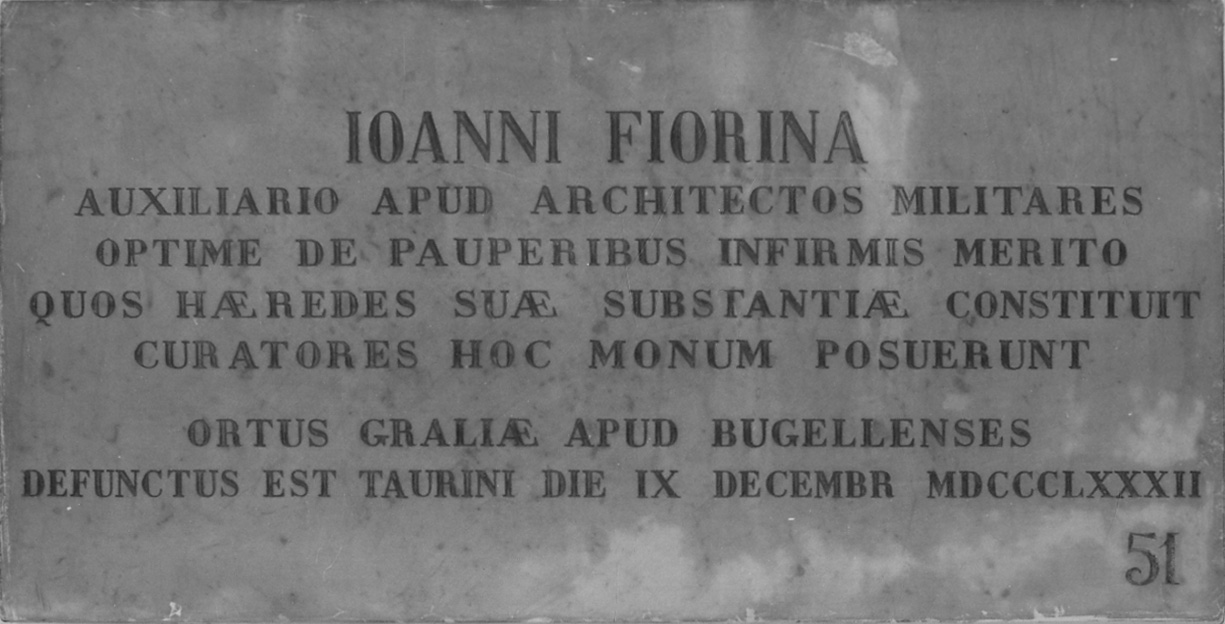 IOANNI FIORINA
AUXILIARIO APUD ARCHITECTOS MILITARES
OPTIME DE PAUPERIBUS INFIRMIS MERITO
QUOS HÆREDES SUÆ SUBSTANTIÆ CONSTITUIT
CURATORES HOC MONUM POSUERUNT
ORTUS GRALIÆ APUD BUGELLENSES
DEFUNCTUS EST TAURINI DIE IX DECEMBR MDCCCLXXXII
51